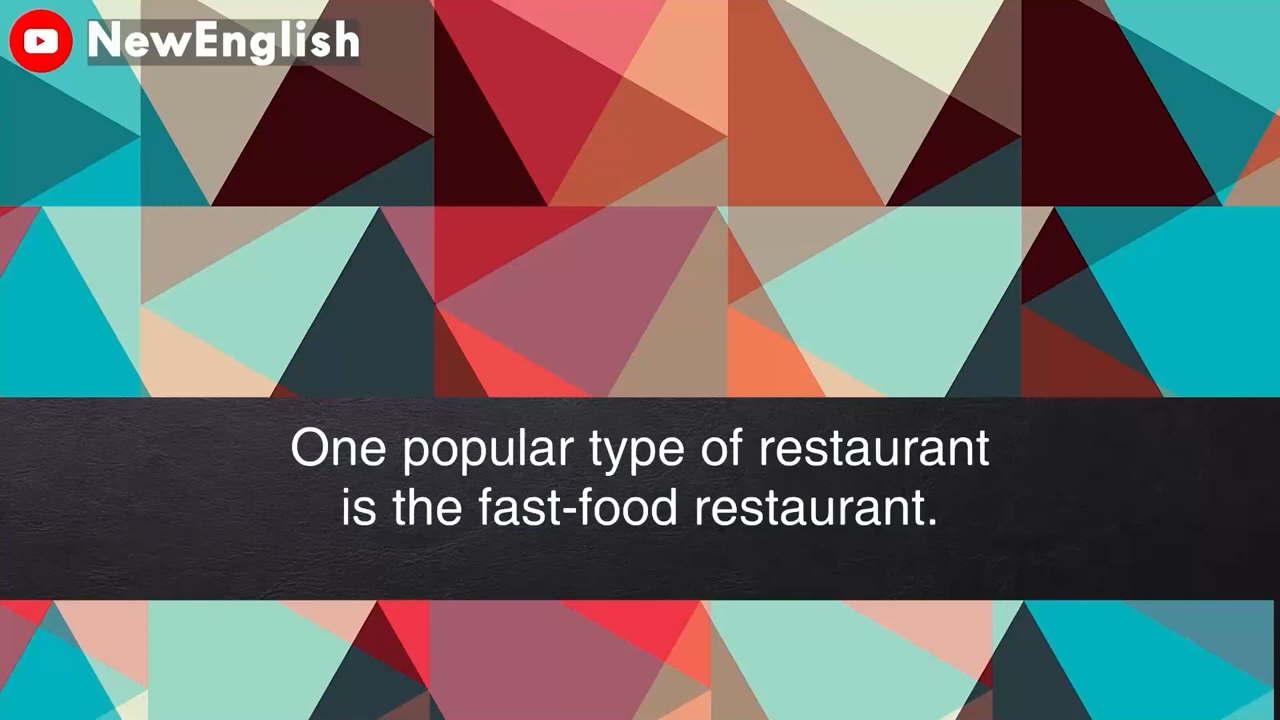 NewEnglish
One popular type of restaurant
is the fast-food restaurant.